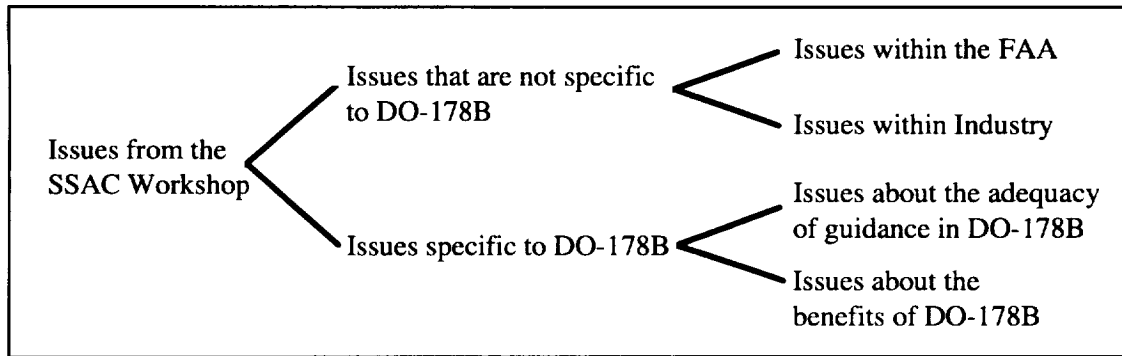 Issues from the
SSAC Workshop
Issues that are not specific
to DO-178B
Issues specific to DO-178B
Issues within the FAA
Issues within Industry
Issues about the adequacy
of guidance in DO-178B
Issues about the
benefits of DO-178B